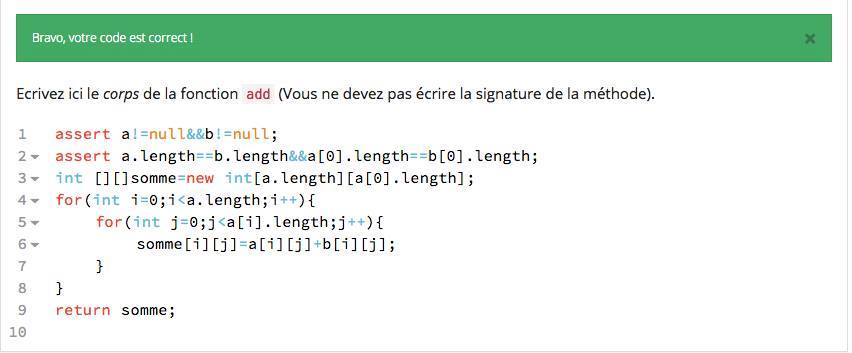 Bravo, votre code est correct !
×
Ecrivez ici le corps de la fonction add (Vous ne devez pas écrire la signature de la méthode).
1 assert a!=null&&b!=null;
2 assert a.length==b.length&&a[0].length==b[0].length;
3 int [][]somme=new int[a.length][a[0].length];
4 for(int i=0;i<a.length;i++){
5 for(int j=0;j<a[i].length;j++){
6 somme[i][j]=a[i][j]+b[i][j];
7 }
8 }
9 return somme;
10